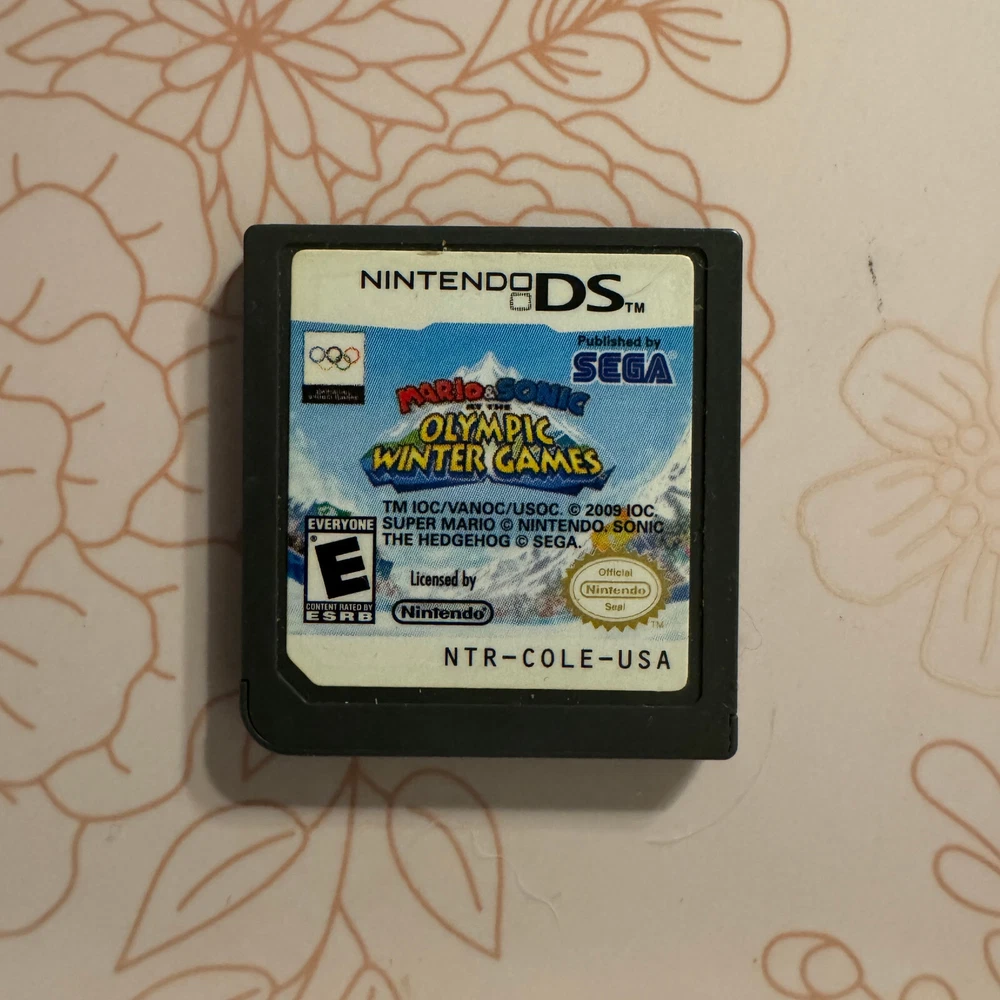 NINTENDO DS TM
Published by
SEGA®
MARIO & SONIC
AT THE
OLYMPIC
WINTER GAMES
TM IOC/VANOC/USOC. © 2009 IOC.
SUPER MARIO © NINTENDO. SONIC
THE HEDGEHOG © SEGA.
EVERYONE
E
CONTENT RATED BY
ESRB
Licensed by
Nintendo®
Official
Nintendo
Seal
TM
NTR-COLE-USA